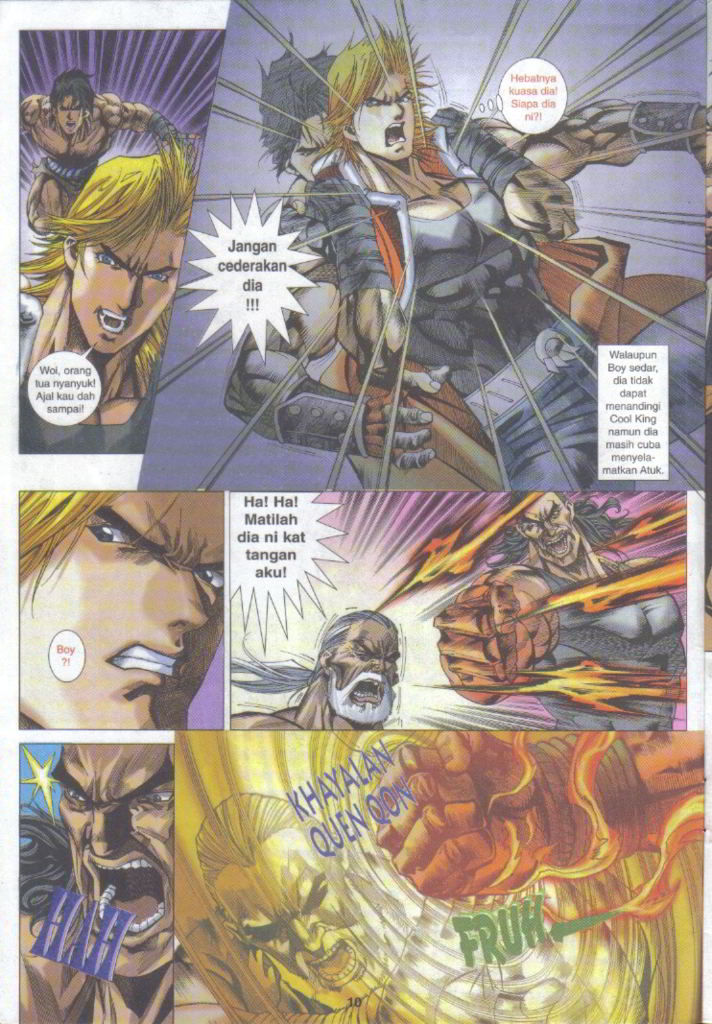 Woi, orang
tua nyanyuk!
Ajal kau dah
sampai!
Hebatnya
kuasa dia!
Siapa dia
ni?!
Jangan
cederakan
dia
!!!
Walaupun
Boy sedar,
dia tidak
dapat
menandingi
Cool King
namun dia
masih cuba
menyela-
matkan Atuk.
Boy
?!
Ha! Ha!
Matilah
dia ni kat
tangan
aku!
HAH
KHAYALAN
QUEN QON
FRUH
10